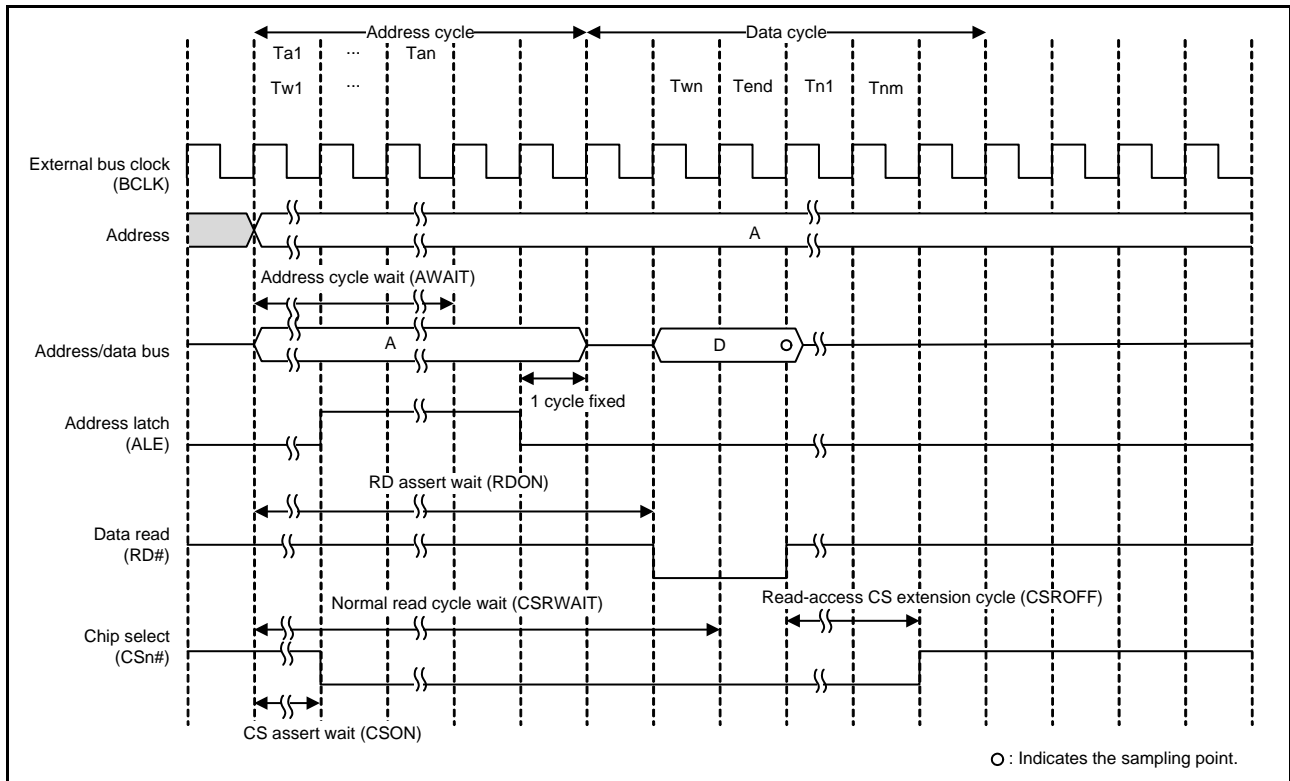 Address cycle
Data cycle
Ta1 ... Tan
Tw1 ... Twn Tend Tn1 Tnm
External bus clock
(BCLK)
Address
A
Address cycle wait (AWAIT)
Address/data bus
A
D
1 cycle fixed
Address latch
(ALE)
RD assert wait (RDON)
Data read
(RD#)
Normal read cycle wait (CSRWAIT)
Read-access CS extension cycle (CSROFF)
Chip select
(CSn#)
CS assert wait (CSON)
: Indicates the sampling point.